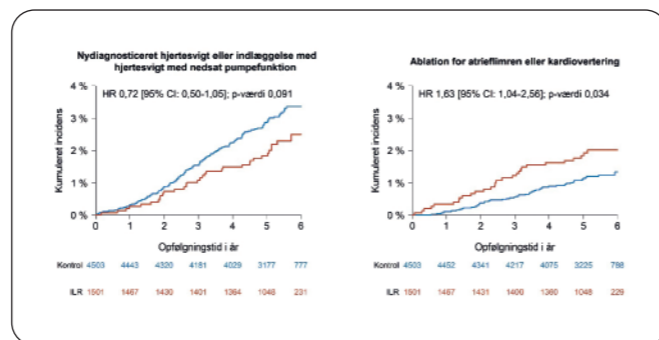 Nydiagnosticeret hjertesvigt eller indlæggelse med
hjertesvigt med nedsat pumpefunktion
4 %
HR 0,72 [95% CI: 0,50-1,05]; p-værdi 0,091
3 %
2 %
1 %
0 %
Kumuleret incidens
0 1 2 3 4 5 6
Opfølgningstid i år
Kontrol 4503 4443 4320 4181 4029 3177 777
ILR 1501 1467 1430 1401 1364 1048 231
Ablation for atrieflimren eller kardiovertering
4 %
HR 1,63 [95% CI: 1,04-2,56]; p-værdi 0,034
3 %
2 %
1 %
0 %
Kumuleret incidens
0 1 2 3 4 5 6
Opfølgningstid i år
Kontrol 4503 4452 4341 4217 4075 3225 788
ILR 1501 1467 1431 1400 1360 1048 229